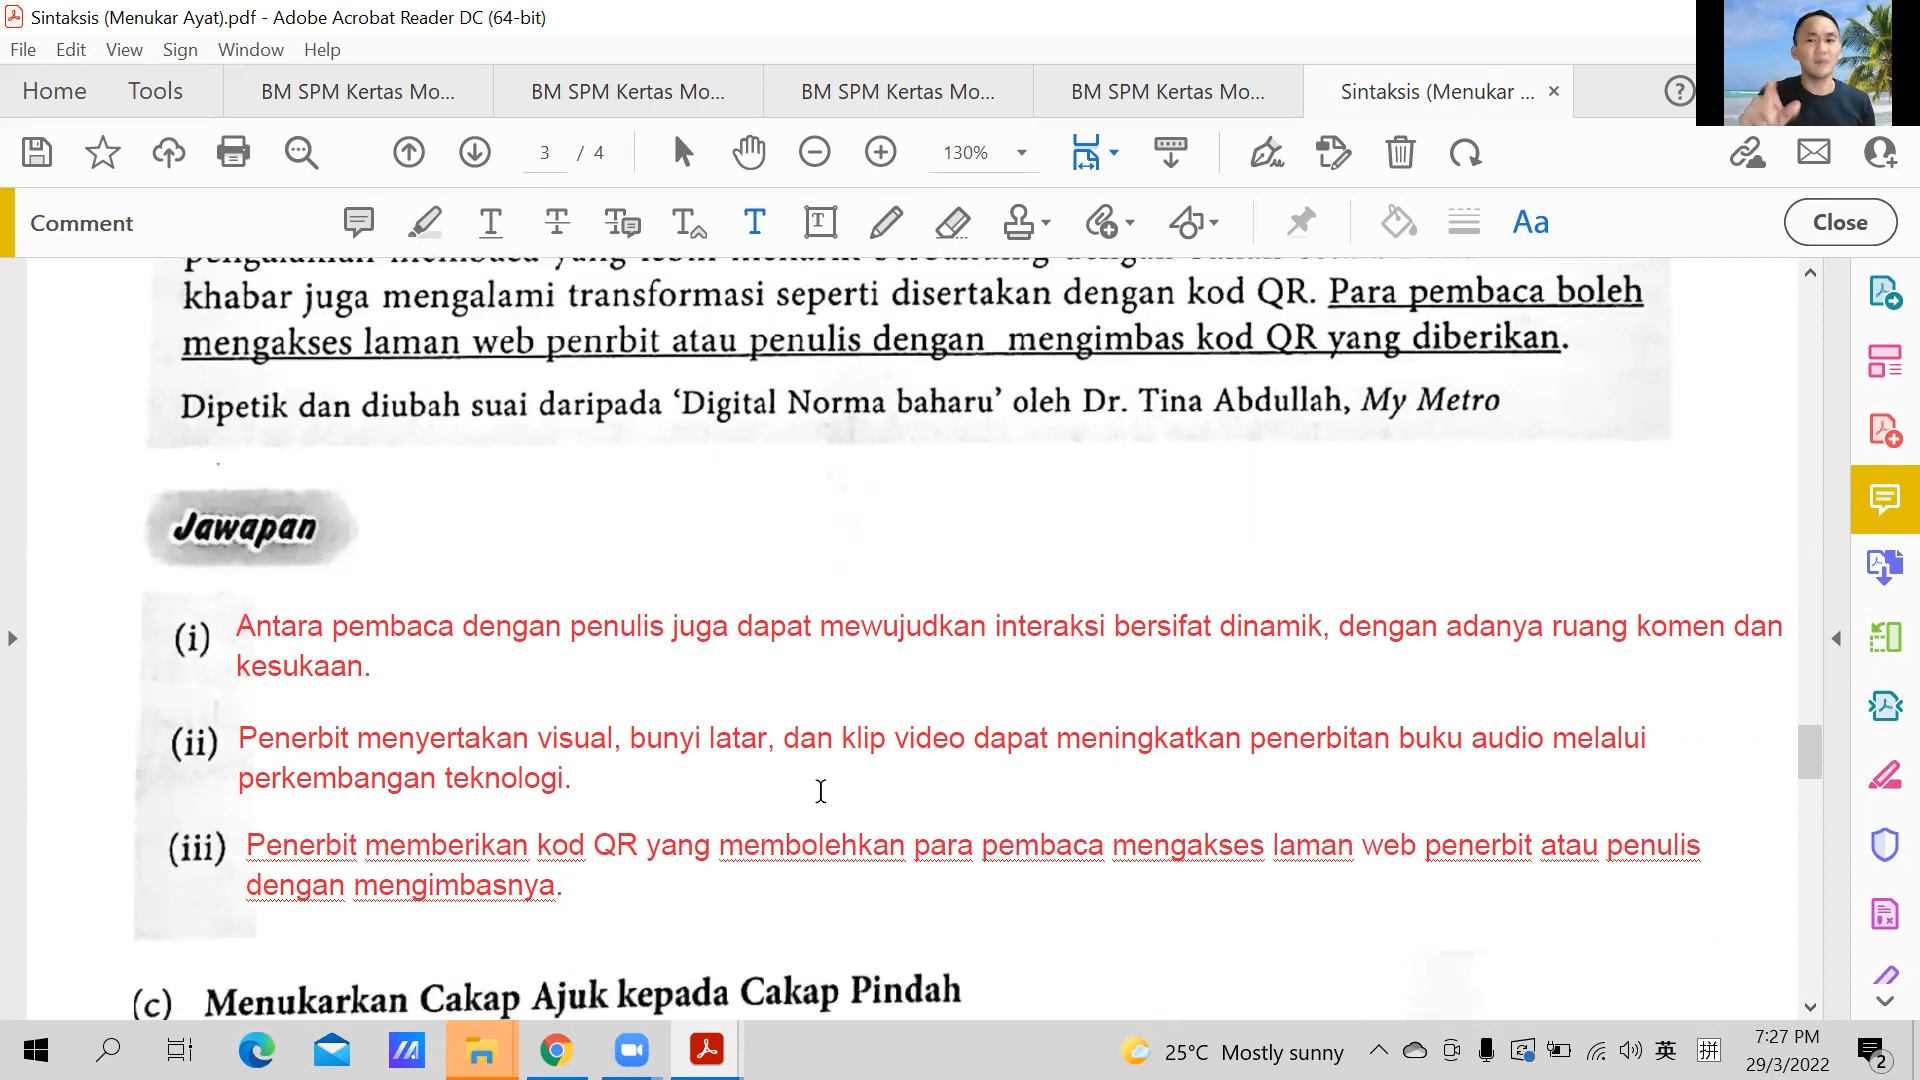 Sintaksis (Menukar Ayat).pdf - Adobe Acrobat Reader DC (64-bit)
File Edit View Sign Window Help
Home Tools BM SPM Kertas Mo... BM SPM Kertas Mo... BM SPM Kertas Mo... BM SPM Kertas Mo... Sintaksis (Menukar ... ×
3 / 4 130%
Comment Aa Close
khabar juga mengalami transformasi seperti disertakan dengan kod QR. Para pembaca boleh
mengakses laman web penrbit atau penulis dengan mengimbas kod QR yang diberikan.
Dipetik dan diubah suai daripada ‘Digital Norma baharu’ oleh Dr. Tina Abdullah, My Metro
Jawapan
(i) Antara pembaca dengan penulis juga dapat mewujudkan interaksi bersifat dinamik, dengan adanya ruang komen dan
kesukaan.
(ii) Penerbit menyertakan visual, bunyi latar, dan klip video dapat meningkatkan penerbitan buku audio melalui
perkembangan teknologi.
(iii) Penerbit memberikan kod QR yang membolehkan para pembaca mengakses laman web penerbit atau penulis
dengan mengimbasnya.
(c) Menukarkan Cakap Ajuk kepada Cakap Pindah
25°C Mostly sunny 英 拼 7:27 PM
29/3/2022 2